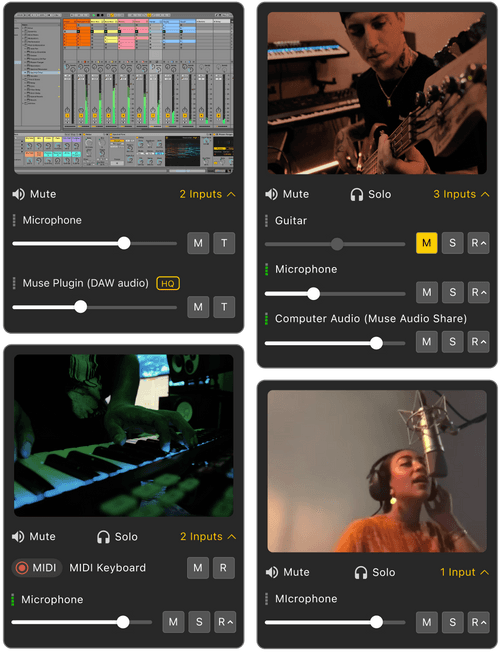 Mute 2 Inputs
Microphone
M T
Muse Plugin (DAW audio) HQ
M T
Mute Solo 3 Inputs
Guitar
M S R
Microphone
M S R
Computer Audio (Muse Audio Share)
M S R
Mute Solo 2 Inputs
MIDI MIDI Keyboard M R
Microphone
M S R
Mute Solo 1 Input
MIcrophone
M S R